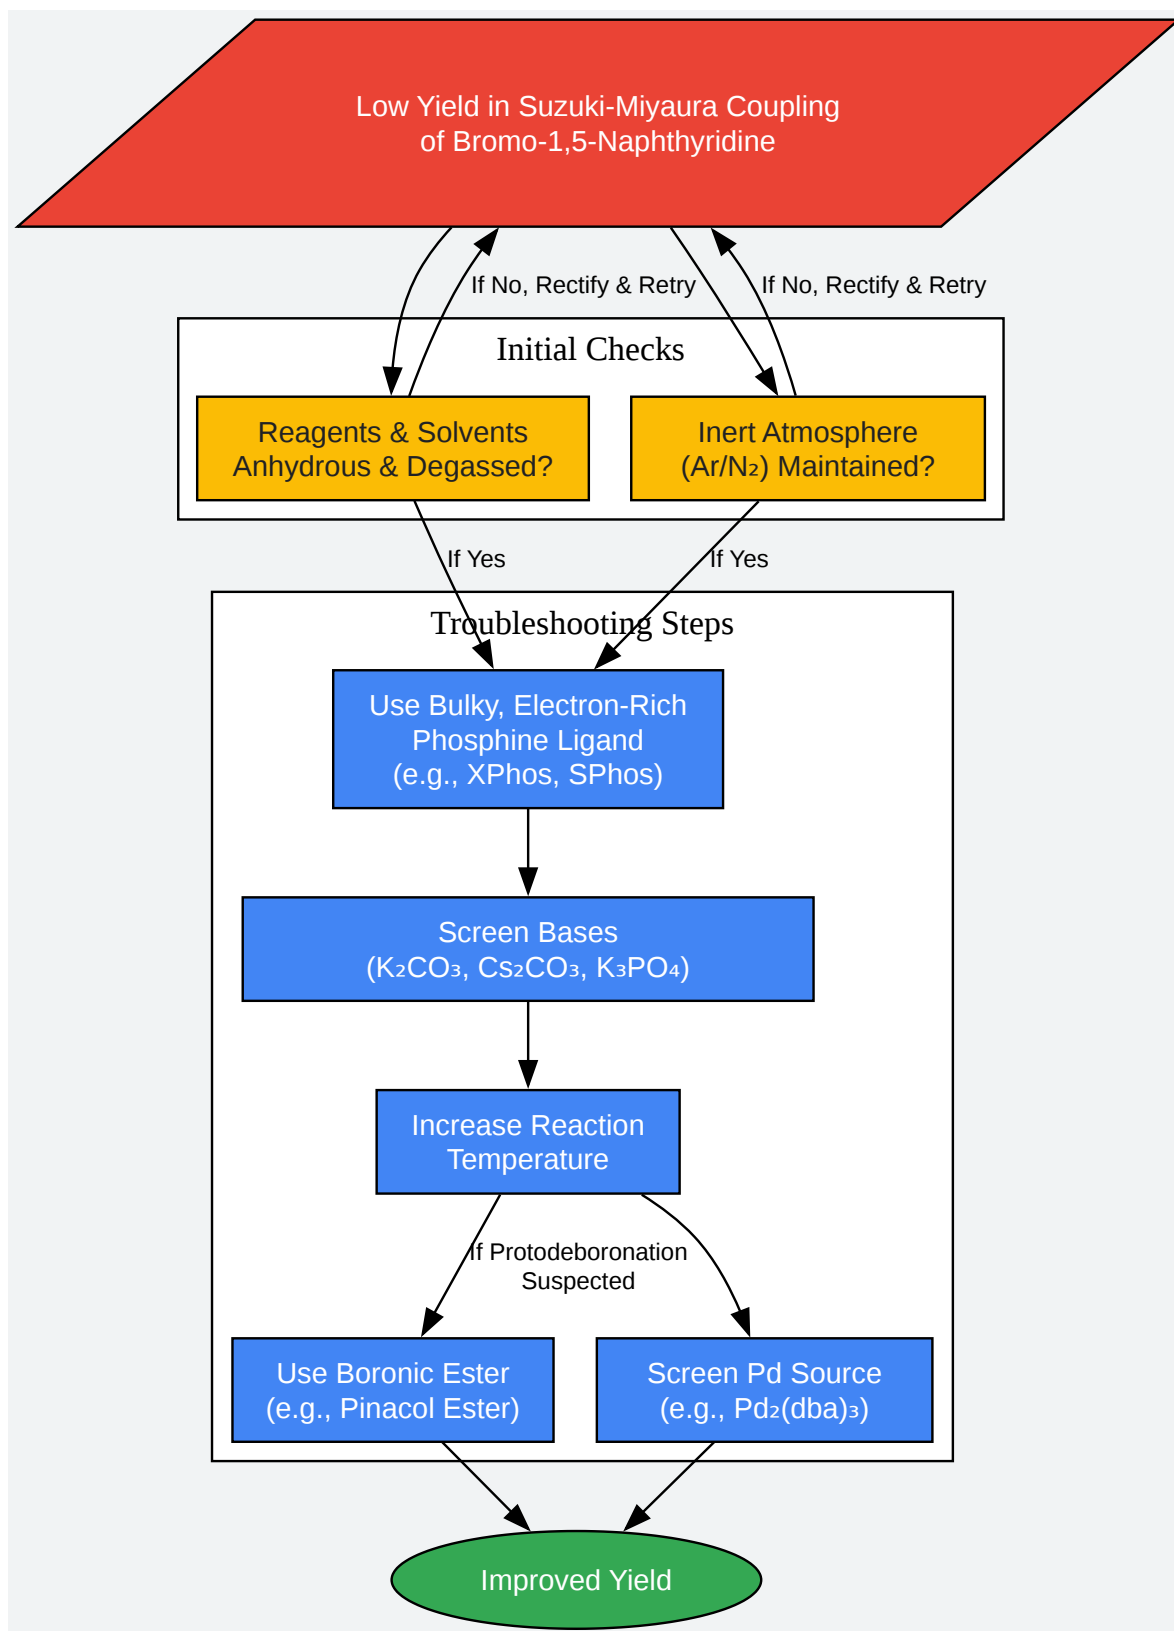 Low Yield in Suzuki-Miyaura Coupling
of Bromo-1,5-Naphthyridine
If No, Rectify & Retry
If No, Rectify & Retry
Initial Checks
Reagents & Solvents
Anhydrous & Degassed?
Inert Atmosphere
(Ar/N₂) Maintained?
If Yes
If Yes
Troubleshooting Steps
Use Bulky, Electron-Rich
Phosphine Ligand
(e.g., XPhos, SPhos)
Screen Bases
(K₂CO₃, Cs₂CO₃, K₃PO₄)
Increase Reaction
Temperature
If Protodeboronation
Suspected
Use Boronic Ester
(e.g., Pinacol Ester)
Screen Pd Source
(e.g., Pd₂(dba)₃)
Improved Yield